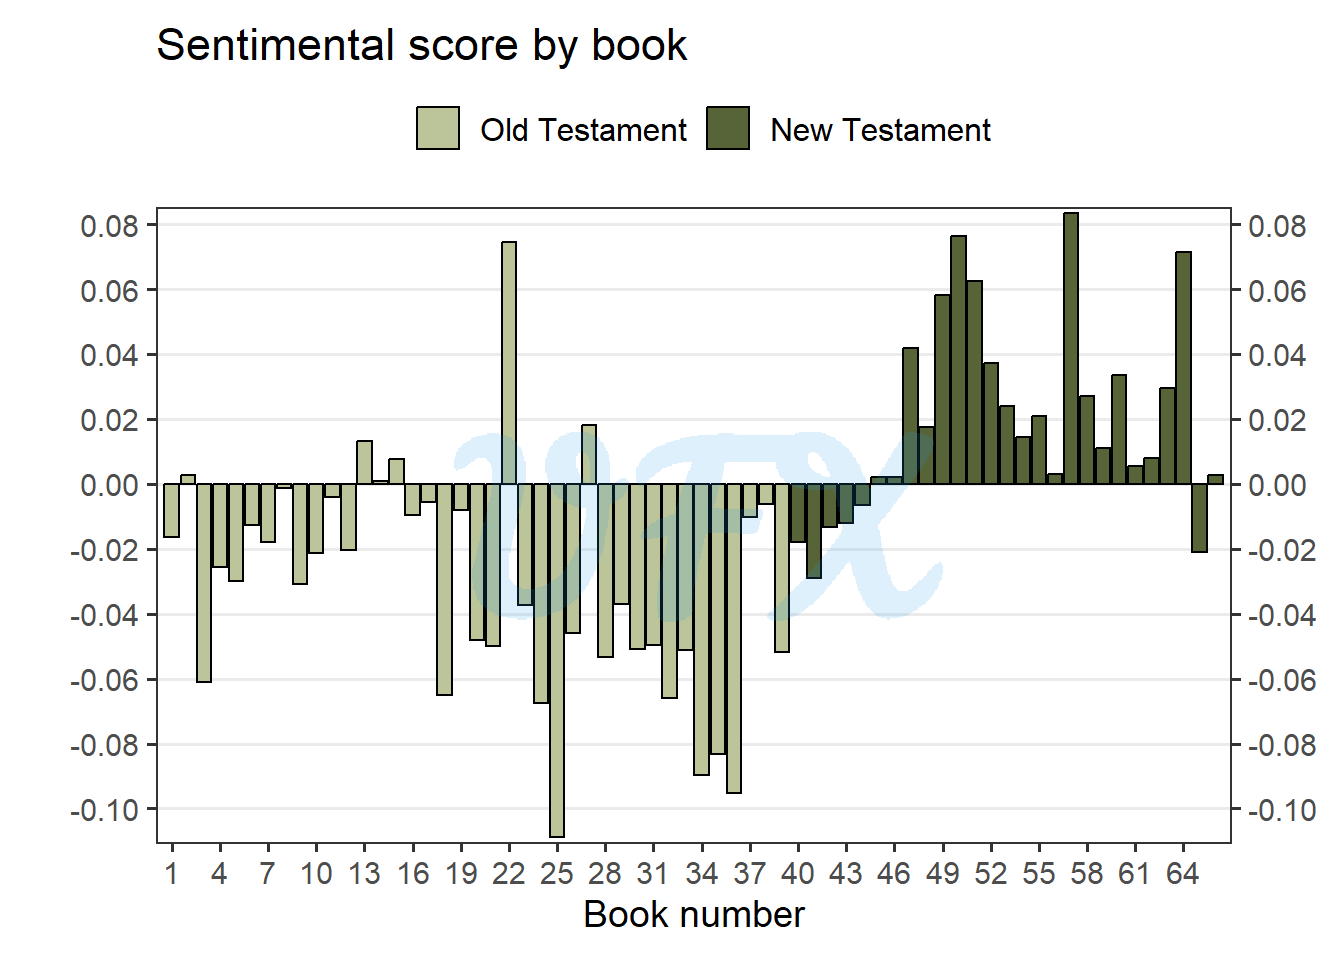 Sentimental score by book
Old Testament New Testament
0.08 0.08
0.06 0.06
0.04 0.04
0.02 0.02
0.00 0.00
-0.02 -0.02
-0.04 -0.04
-0.06 -0.06
-0.08 -0.08
-0.10 -0.10
VFX
1 4 7 10 13 16 19 22 25 28 31 34 37 40 43 46 49 52 55 58 61 64
Book number